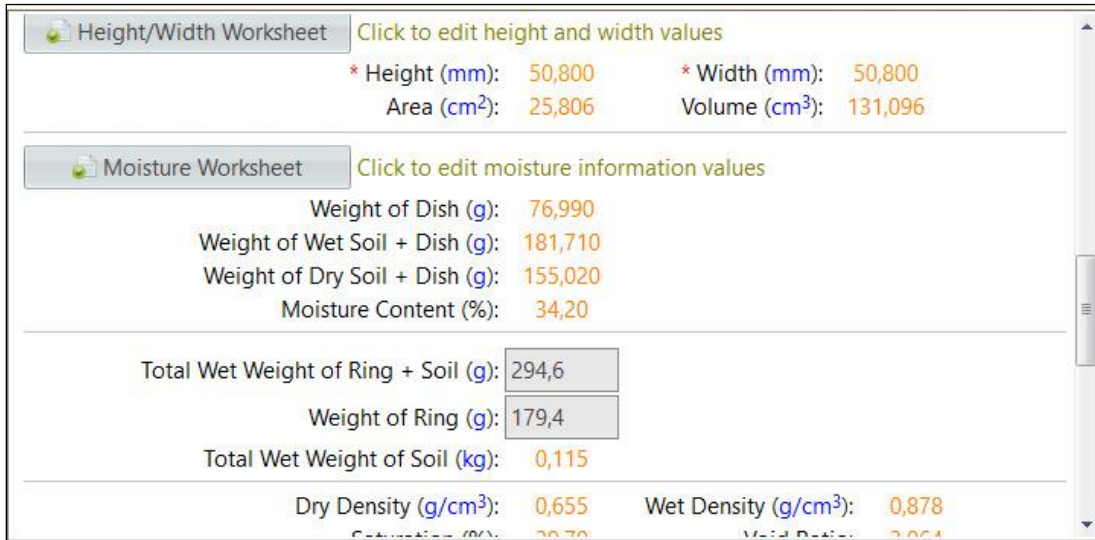 Height/Width Worksheet Click to edit height and width values
* Height (mm): 50,800 * Width (mm): 50,800
Area (cm²): 25,806 Volume (cm³): 131,096
Moisture Worksheet Click to edit moisture information values
Weight of Dish (g): 76,990
Weight of Wet Soil + Dish (g): 181,710
Weight of Dry Soil + Dish (g): 155,020
Moisture Content (%): 34,20
Total Wet Weight of Ring + Soil (g): 294,6
Weight of Ring (g): 179,4
Total Wet Weight of Soil (kg): 0,115
Dry Density (g/cm³): 0,655 Wet Density (g/cm³): 0,878
Saturation (%): Void Ratio: